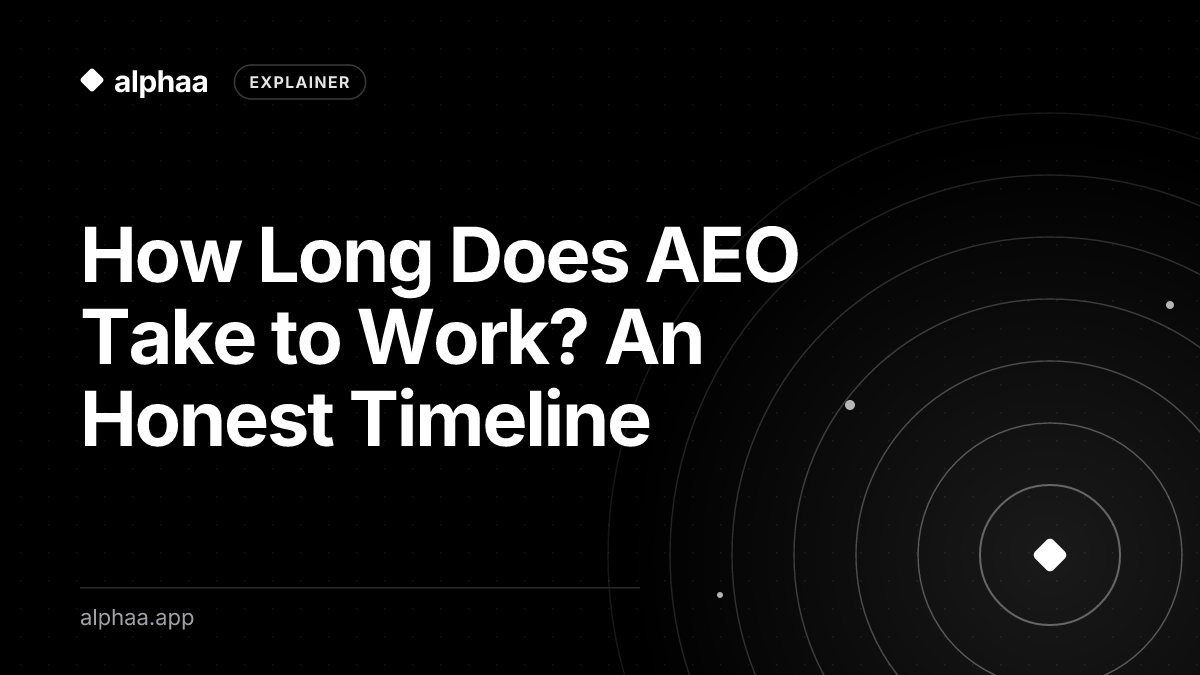 alphaa
EXPLAINER
How Long Does AEO
Take to Work? An
Honest Timeline
alphaa.app